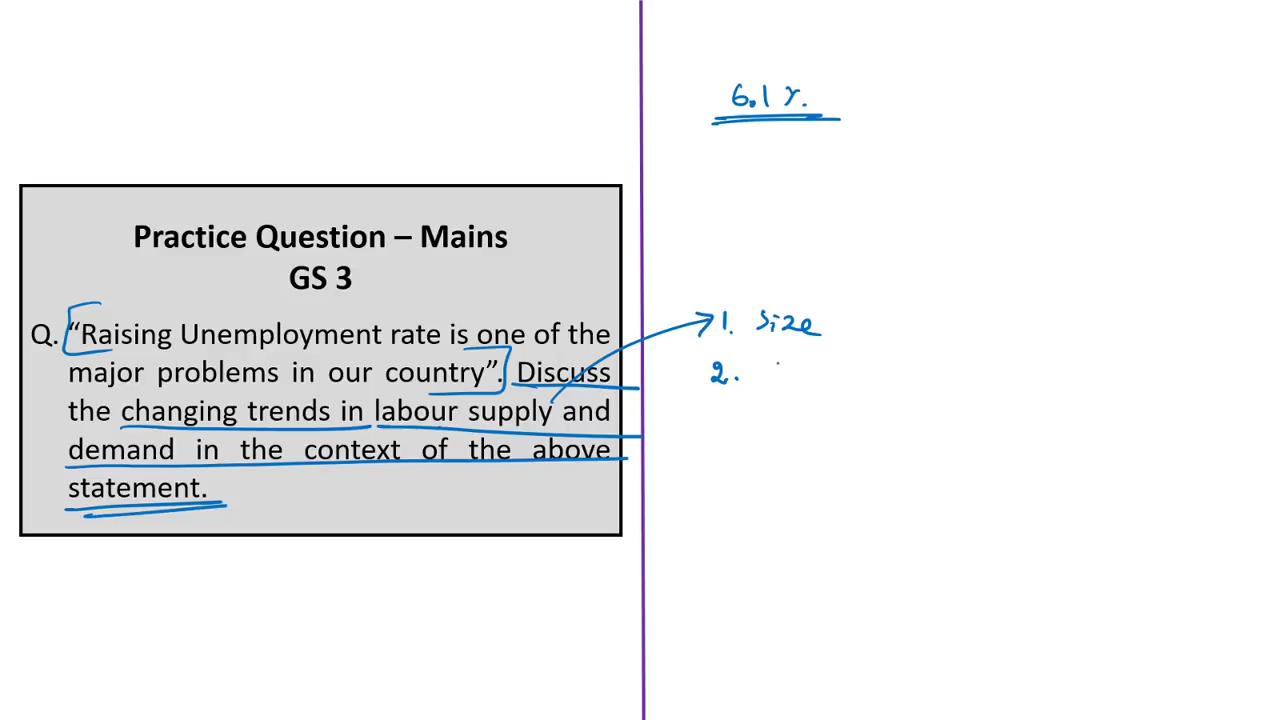 Practice Question – Mains
GS 3
Q. “Raising Unemployment rate is one of the
major problems in our country”. Discuss
the changing trends in labour supply and
demand in the context of the above
statement.
6.1 %.
1. Size
2.